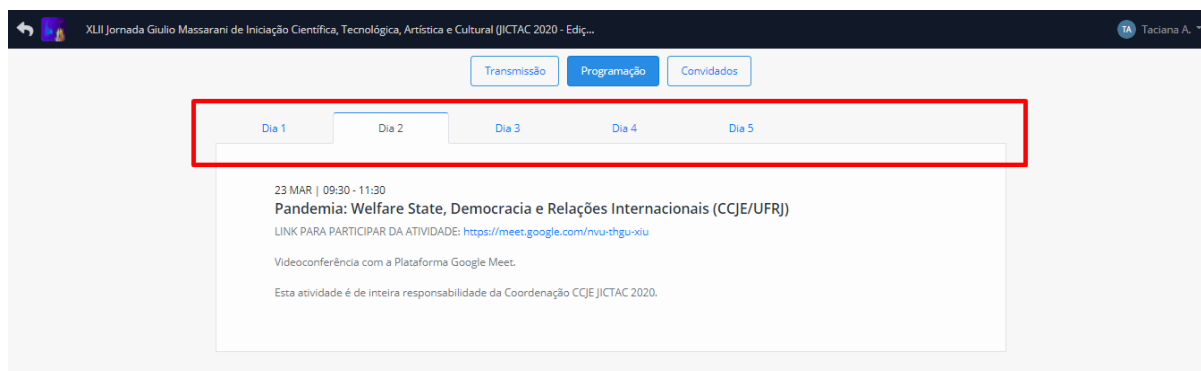 XLII Jornada Giulio Massarani de Iniciação Científica, Tecnológica, Artística e Cultural (JICTAC 2020 - Ediç...
TA Taciana A.
Transmissão Programação Convidados
Dia 1 Dia 2 Dia 3 Dia 4 Dia 5
23 MAR | 09:30 - 11:30
Pandemia: Welfare State, Democracia e Relações Internacionais (CCJE/UFRJ)
LINK PARA PARTICIPAR DA ATIVIDADE: https://meet.google.com/nvu-thgu-xiu
Videoconferência com a Plataforma Google Meet.
Esta atividade é de inteira responsabilidade da Coordenação CCJE JICTAC 2020.